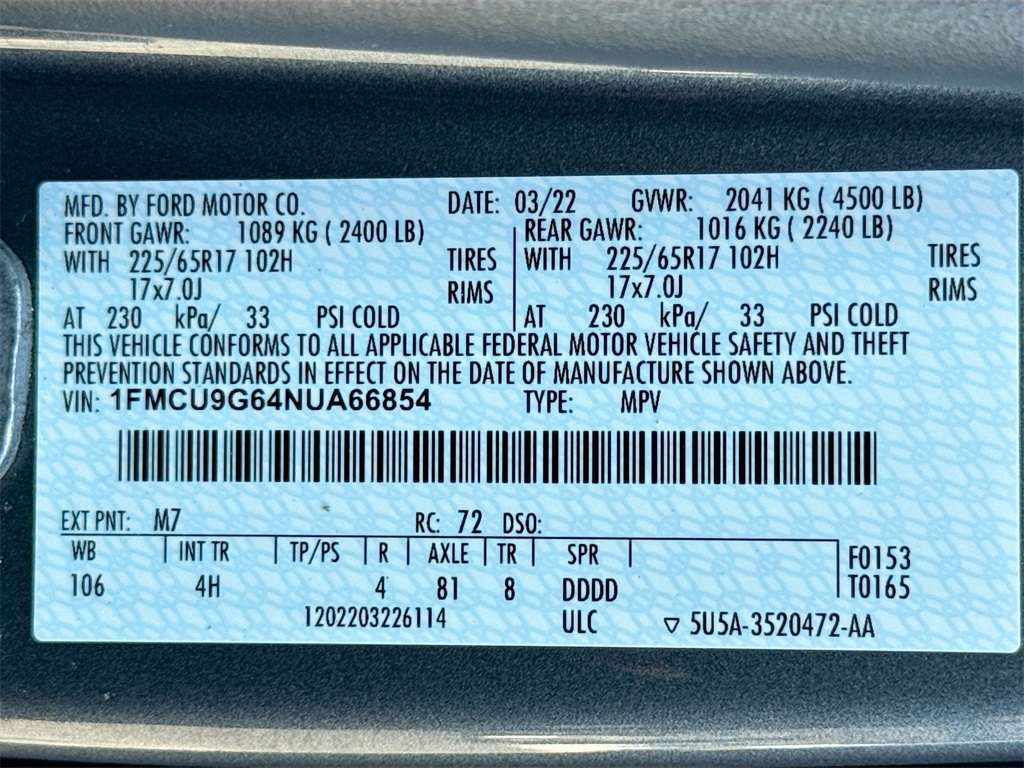 MFD. BY FORD MOTOR CO. DATE: 03/22 GVWR: 2041 KG ( 4500 LB)
FRONT GAWR: 1089 KG ( 2400 LB) REAR GAWR: 1016 KG ( 2240 LB)
WITH 225/65R17 102H TIRES WITH 225/65R17 102H TIRES
17x7.0J RIMS 17x7.0J RIMS
AT 230 kPa/ 33 PSI COLD AT 230 kPa/ 33 PSI COLD
THIS VEHICLE CONFORMS TO ALL APPLICABLE FEDERAL MOTOR VEHICLE SAFETY AND THEFT
PREVENTION STANDARDS IN EFFECT ON THE DATE OF MANUFACTURE SHOWN ABOVE.
VIN: 1FMCU9G64NUA66854 TYPE: MPV
EXT PNT: M7 RC: 72 DSO:
WB INT TR TP/PS R AXLE TR SPR F0153
106 4H 4 81 8 DDDD T0165
1202203226114 ULC ▽ 5U5A-3520472-AA